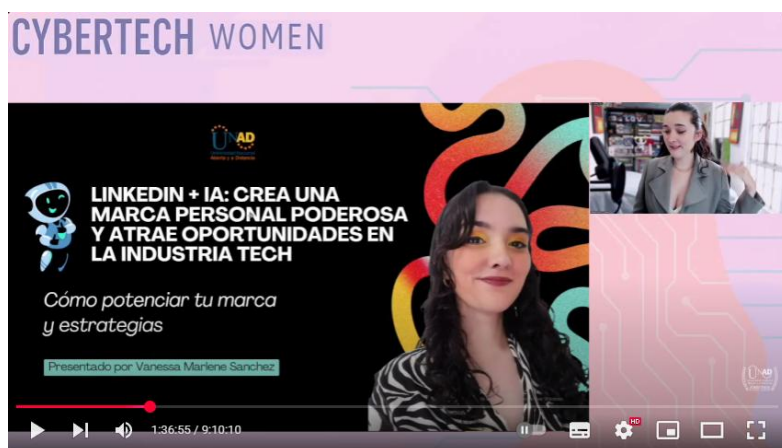 CYBERTECH WOMEN
UNAD
LINKEDIN + IA: CREA UNA
MARCA PERSONAL PODEROSA
Y ATRAE OPORTUNIDADES EN
LA INDUSTRIA TECH
Cómo potenciar tu marca
y estrategias
Presentado por Vanessa Marlene Sanchez
UNAD
1:36:55 / 9:10:10
HD